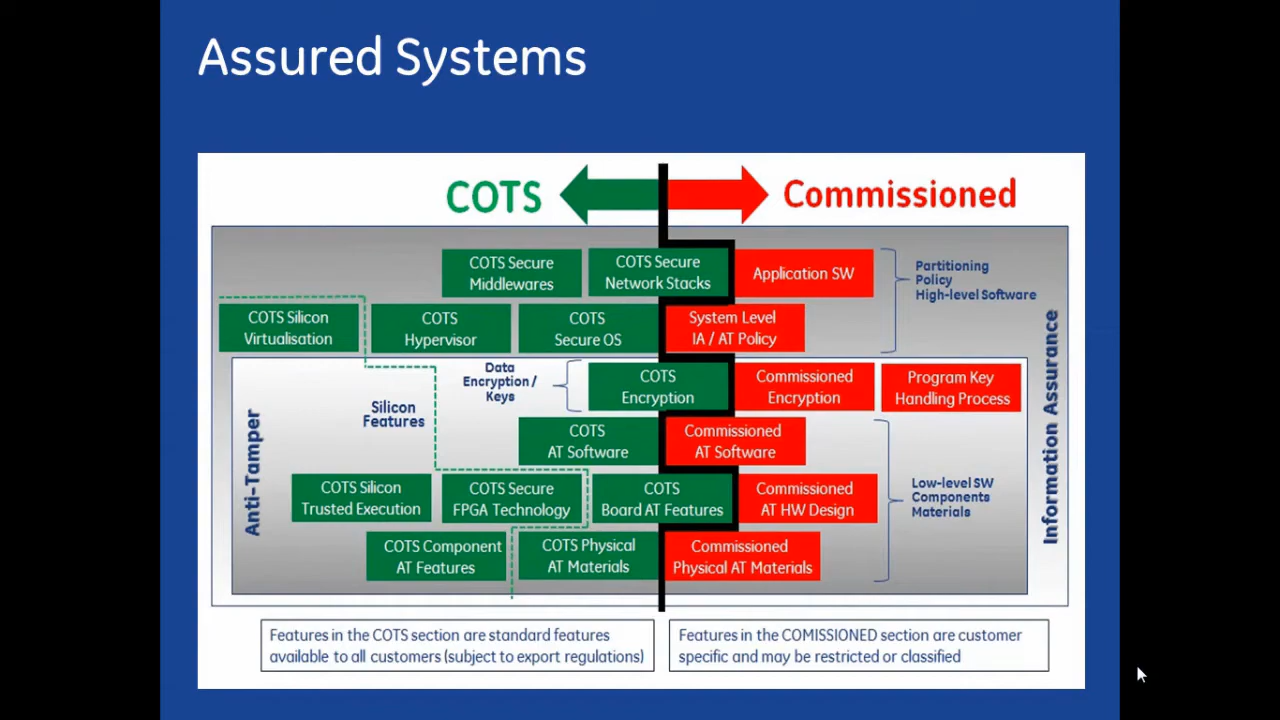 Assured Systems
COTS
Commissioned
COTS Secure
Middlewares
COTS Secure
Network Stacks
Application SW
Partitioning
Policy
High-level Software
COTS Silicon
Virtualisation
COTS
Hypervisor
COTS
Secure OS
System Level
IA / AT Policy
Data
Encryption /
Keys
COTS
Encryption
Commissioned
Encryption
Program Key
Handling Process
Silicon
Features
COTS
AT Software
Commissioned
AT Software
Anti-Tamper
Information Assurance
COTS Silicon
Trusted Execution
COTS Secure
FPGA Technology
COTS
Board AT Features
Commissioned
AT HW Design
Low-level SW
Components
Materials
COTS Component
AT Features
COTS Physical
AT Materials
Commissioned
Physical AT Materials
Features in the COTS section are standard features
available to all customers (subject to export regulations)
Features in the COMISSIONED section are customer
specific and may be restricted or classified